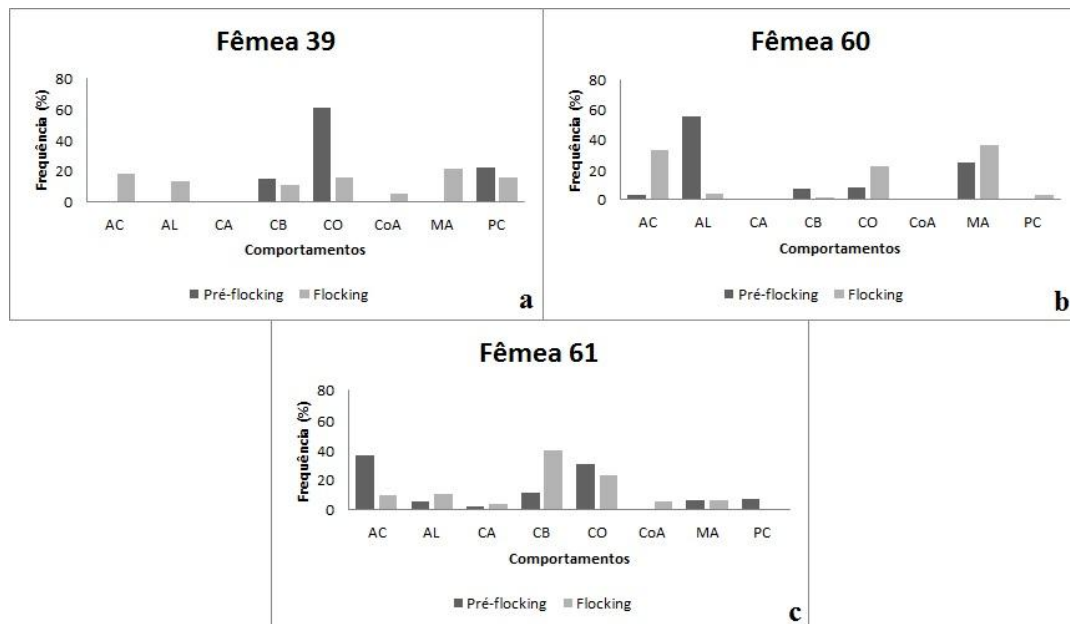 Fêmea 39
80
60
40
20
0
Frequência (%)
AC AL CA CB CO CoA MA PC
Comportamentos
Pré-flocking Flocking
a
Fêmea 60
80
60
40
20
0
Frequência (%)
AC AL CA CB CO CoA MA PC
Comportamentos
Pré-flocking Flocking
b
Fêmea 61
80
60
40
20
0
Frequência (%)
AC AL CA CB CO CoA MA PC
Comportamentos
Pré-flocking Flocking
c